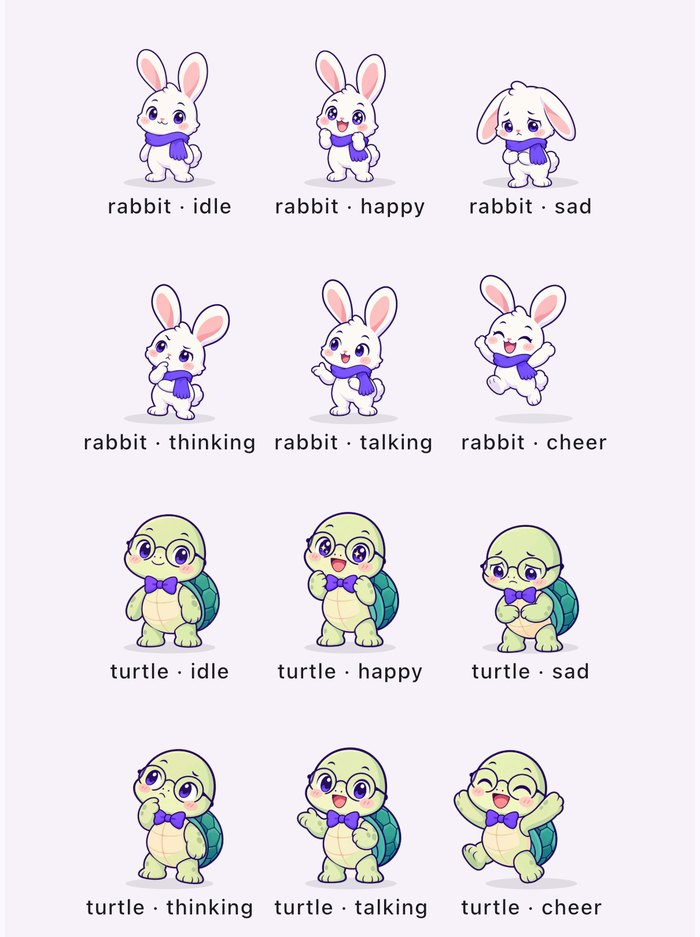 rabbit · idle
rabbit · happy
rabbit · sad
rabbit · thinking
rabbit · talking
rabbit · cheer
turtle · idle
turtle · happy
turtle · sad
turtle · thinking
turtle · talking
turtle · cheer